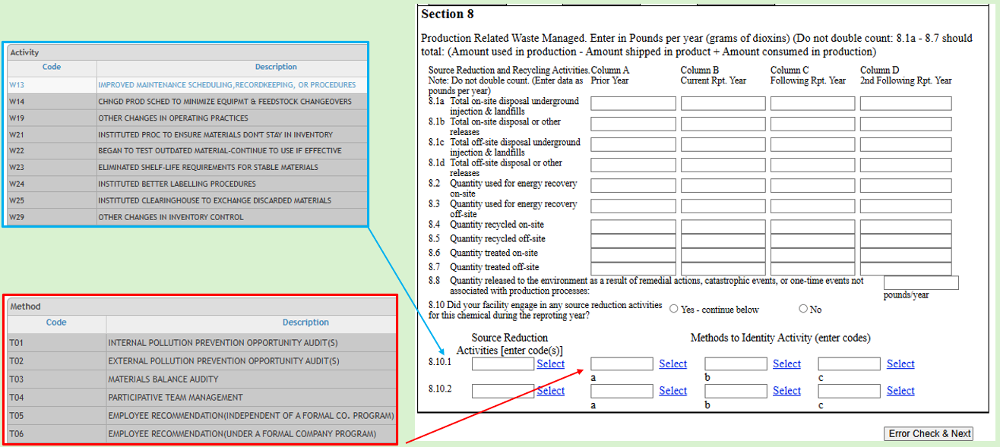 Activity
Code Description
W13 IMPROVED MAINTENANCE SCHEDULING,RECORDKEEPING, OR PROCEDURES
W14 CHNGD PROD SCHED TO MINIMIZE EQUIPMT & FEEDSTOCK CHANGEOVERS
W19 OTHER CHANGES IN OPERATING PRACTICES
W21 INSTITUTED PROC TO ENSURE MATERIALS DON'T STAY IN INVENTORY
W22 BEGAN TO TEST OUTDATED MATERIAL-CONTINUE TO USE IF EFFECTIVE
W23 ELIMINATED SHELF-LIFE REQUIREMENTS FOR STABLE MATERIALS
W24 INSTITUTED BETTER LABELLING PROCEDURES
W25 INSTITUTED CLEARINGHOUSE TO EXCHANGE DISCARDED MATERIALS
W29 OTHER CHANGES IN INVENTORY CONTROL
Method
Code Description
T01 INTERNAL POLLUTION PREVENTION OPPORTUNITY AUDIT(S)
T02 EXTERNAL POLLUTION PREVENTION OPPORTUNITY AUDIT(S)
T03 MATERIALS BALANCE AUDITY
T04 PARTICIPATIVE TEAM MANAGEMENT
T05 EMPLOYEE RECOMMENDATION(INDEPENDENT OF A FORMAL CO. PROGRAM)
T06 EMPLOYEE RECOMMENDATION(UNDER A FORMAL COMPANY PROGRAM)
Section 8
Production Related Waste Managed. Enter in Pounds per year (grams of dioxins) (Do not double count: 8.1a - 8.7 should
total: (Amount used in production - Amount shipped in product + Amount consumed in production)
Source Reduction and Recycling Activities. Column A Column B Column C Column D
Note: Do not double count. (Enter data as Prior Year Current Rpt. Year Following Rpt. Year 2nd Following Rpt. Year
pounds per year)
8.1a Total on-site disposal underground
injection & landfills
8.1b Total on-site disposal or other
releases
8.1c Total off-site disposal underground
injection & landfills
8.1d Total off-site disposal or other
releases
8.2 Quantity used for energy recovery
on-site
8.3 Quantity used for energy recovery
off-site
8.4 Quantity recycled on-site
8.5 Quantity recycled off-site
8.6 Quantity treated on-site
8.7 Quantity treated off-site
8.8 Quantity released to the environment as a result of remedial actions, catastrophic events, or one-time events not
associated with production processes:
pounds/year
8.10 Did your facility engage in any source reduction activities
for this chemical during the reproting year?
Yes - continue below No
Source Reduction Methods to Identity Activity (enter codes)
Activities [enter code(s)]
8.10.1 Select Select Select Select
a b c
8.10.2 Select Select Select Select
a b c
Error Check & Next